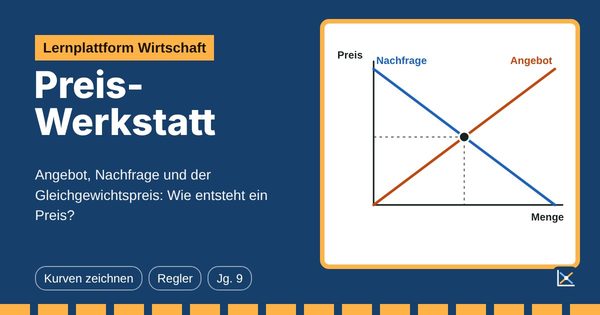 Lernplattform Wirtschaft
Preis-
Werkstatt
Angebot, Nachfrage und der
Gleichgewichtspreis: Wie entsteht ein
Preis?
Kurven zeichnen
Regler
Jg. 9
Preis
Nachfrage
Angebot
Menge